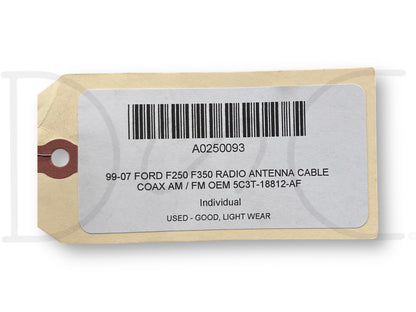 A0250093
99-07 FORD F250 F350 RADIO ANTENNA CABLE
COAX AM / FM OEM 5C3T-18812-AF
Individual
USED - GOOD, LIGHT WEAR